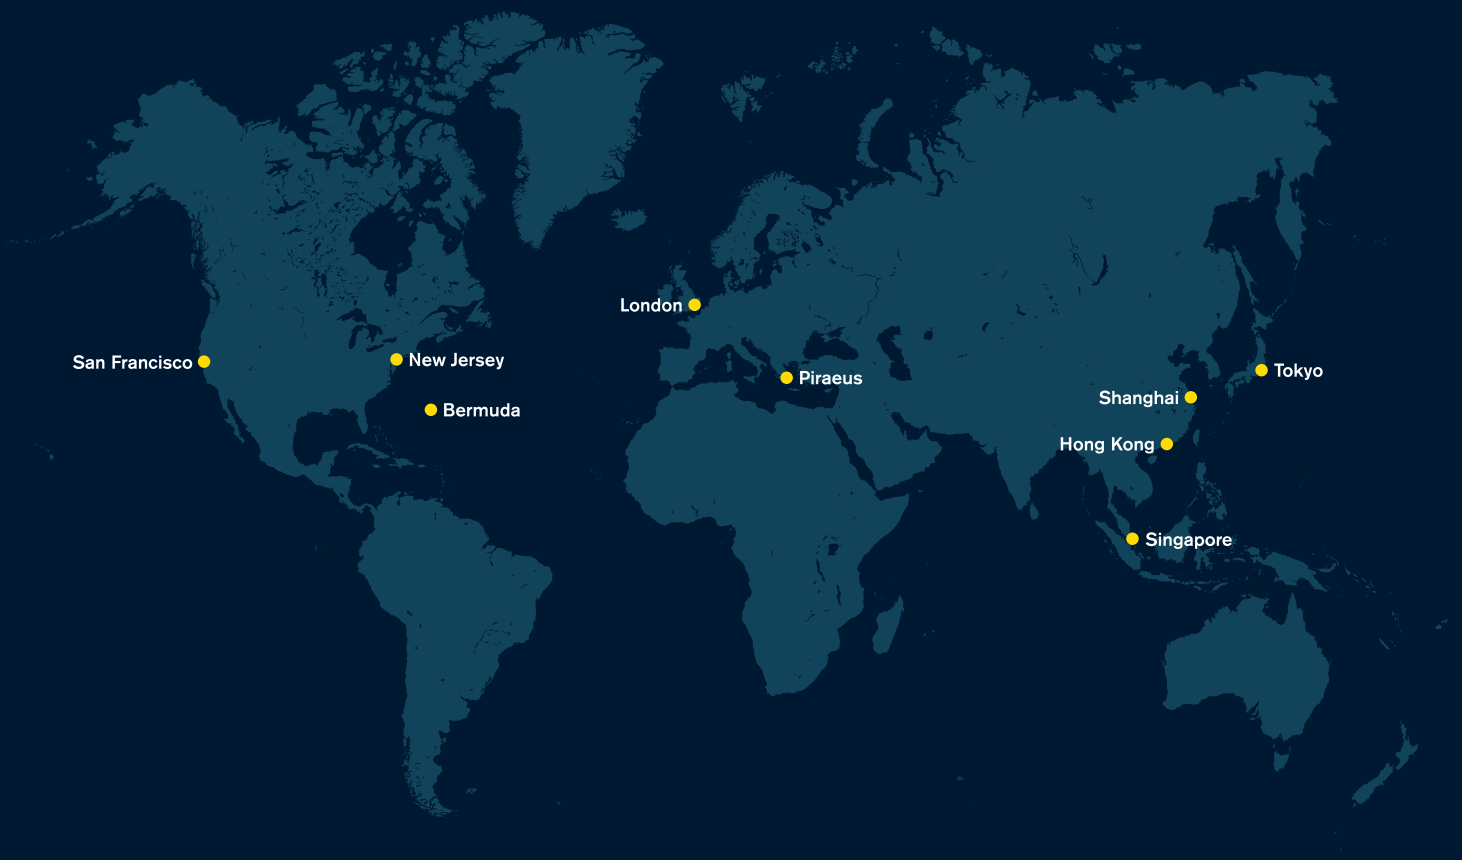 London
San Francisco
New Jersey
Tokyo
Piraeus
Shanghai
Bermuda
Hong Kong
Singapore